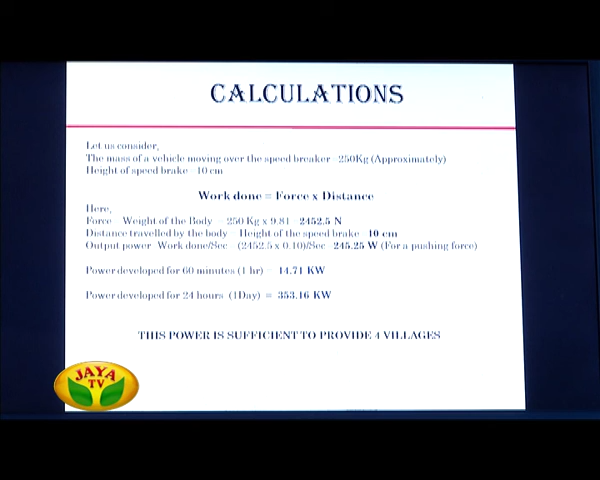 CALCULATIONS
Let us consider,
The mass of a vehicle moving over the speed breaker = 250Kg (Approximately)
Height of speed brake = 10 cm
Work done = Force x Distance
Here,
Force = Weight of the Body = 250 Kg x 9.81 = 2452.5 N
Distance travelled by the body = Height of the speed brake = 10 cm
Output power = Work done/Sec = (2452.5 x 0.10)/Sec = 245.25 W (For a pushing force)
Power developed for 60 minutes (1 hr) = 14.71 KW
Power developed for 24 hours (1Day) = 353.16 KW
THIS POWER IS SUFFICIENT TO PROVIDE 4 VILLAGES
JAYA
TV